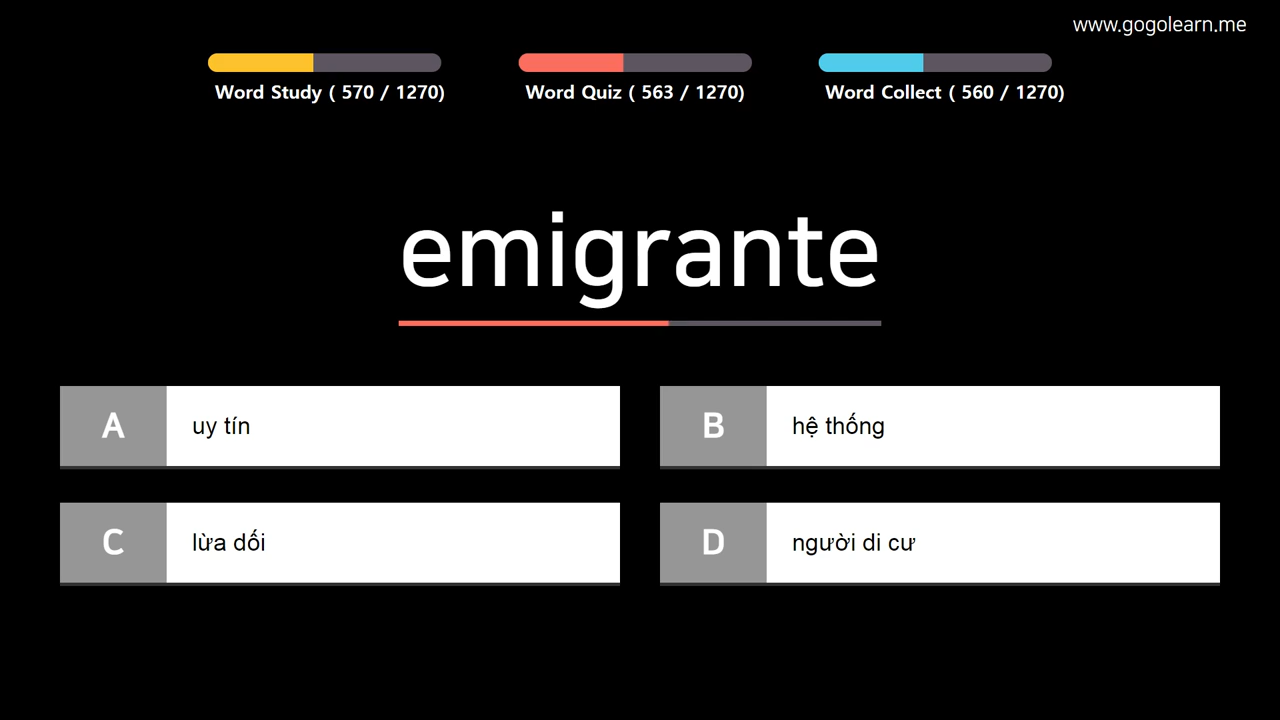 www.gogolearn.me
Word Study ( 570 / 1270)
Word Quiz ( 563 / 1270)
Word Collect ( 560 / 1270)
emigrante
A
uy tín
B
hệ thống
C
lừa dối
D
người di cư